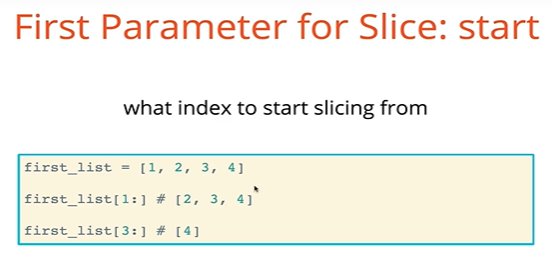 First Parameter for Slice: start
what index to start slicing from
first_list = [1, 2, 3, 4]
first_list[1:] # [2, 3, 4]
first_list[3:] # [4]